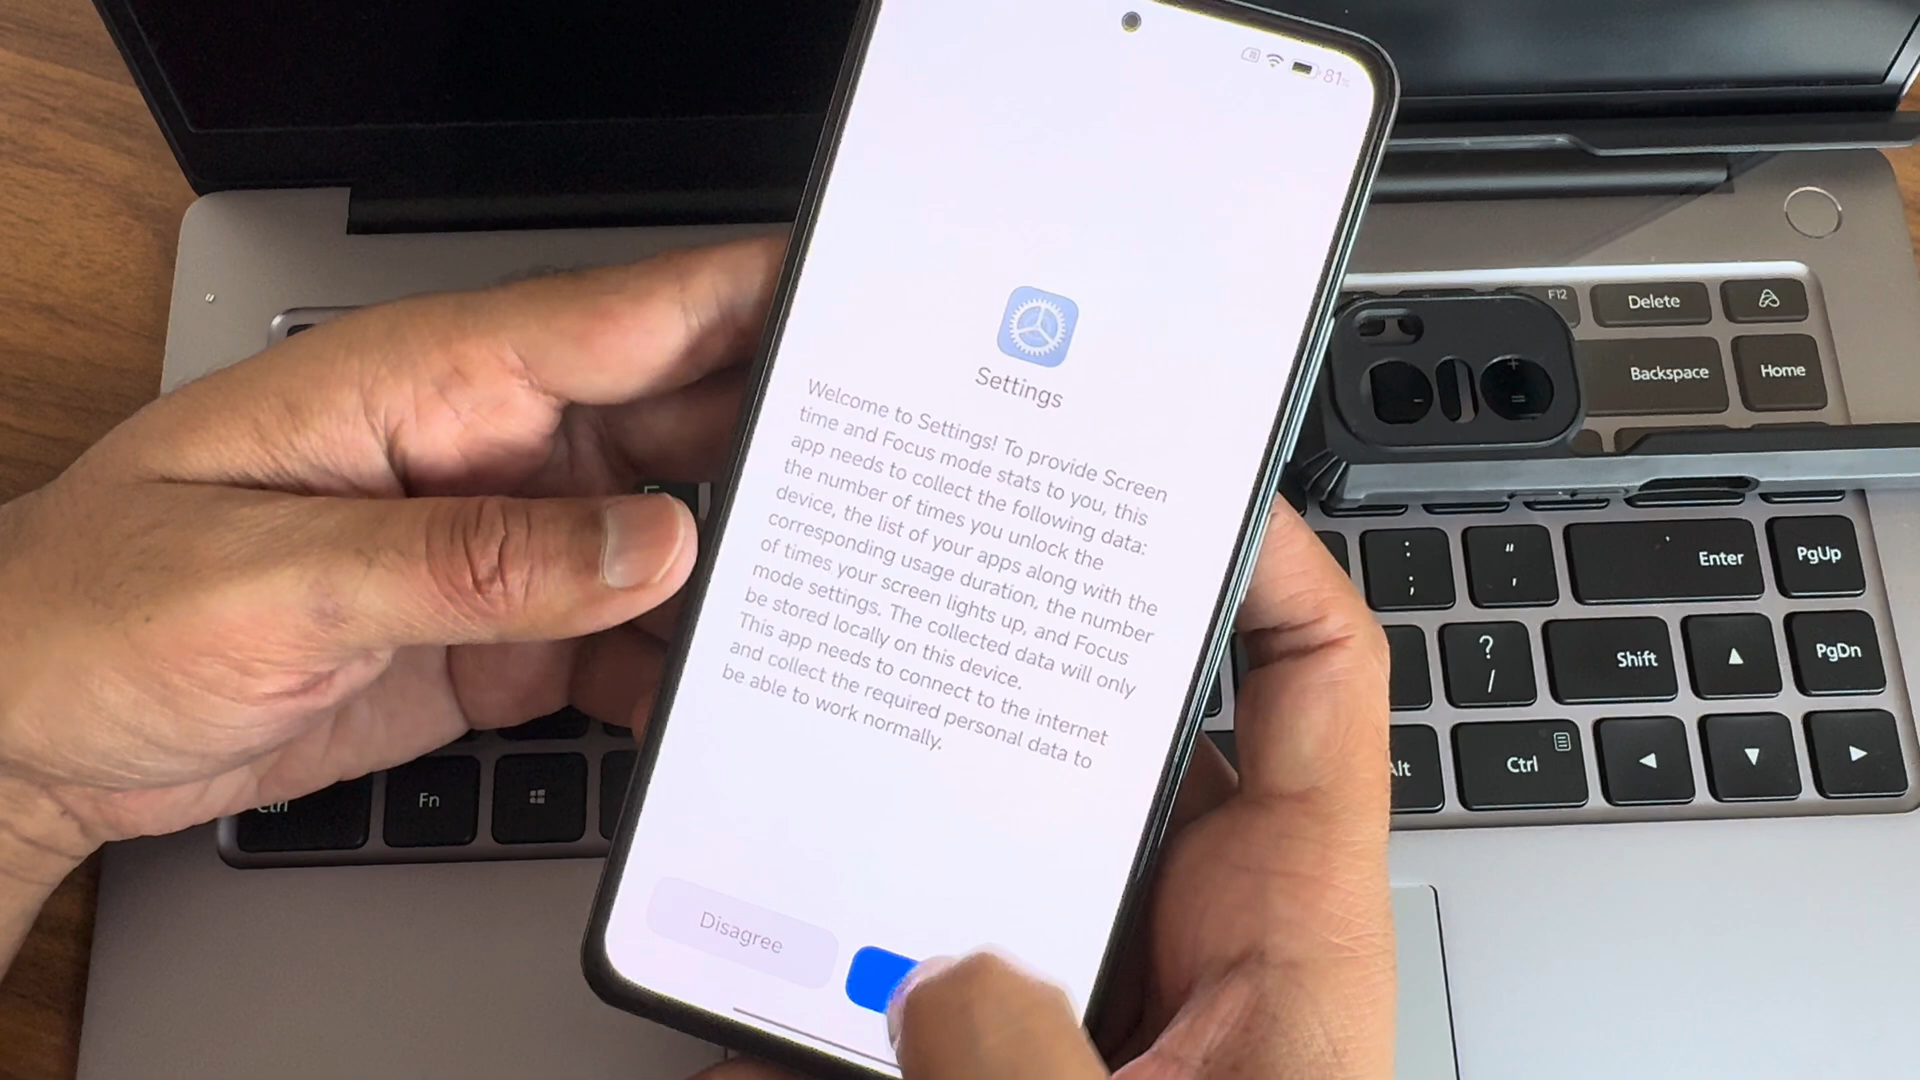 81%
Settings
Welcome to Settings! To provide Screen
time and Focus mode stats to you, this
app needs to collect the following data:
the number of times you unlock the
device, the list of your apps along with the
corresponding usage duration, the number
of times your screen lights up, and Focus
mode settings. The collected data will only
be stored locally on this device.
This app needs to connect to the internet
and collect the required personal data to
be able to work normally.
Disagree
F12
Delete
Backspace
Home
+
- =
: ;
" '
Enter
PgUp
? /
Shift
PgDn
Ctrl
Fn
Alt
Ctrl